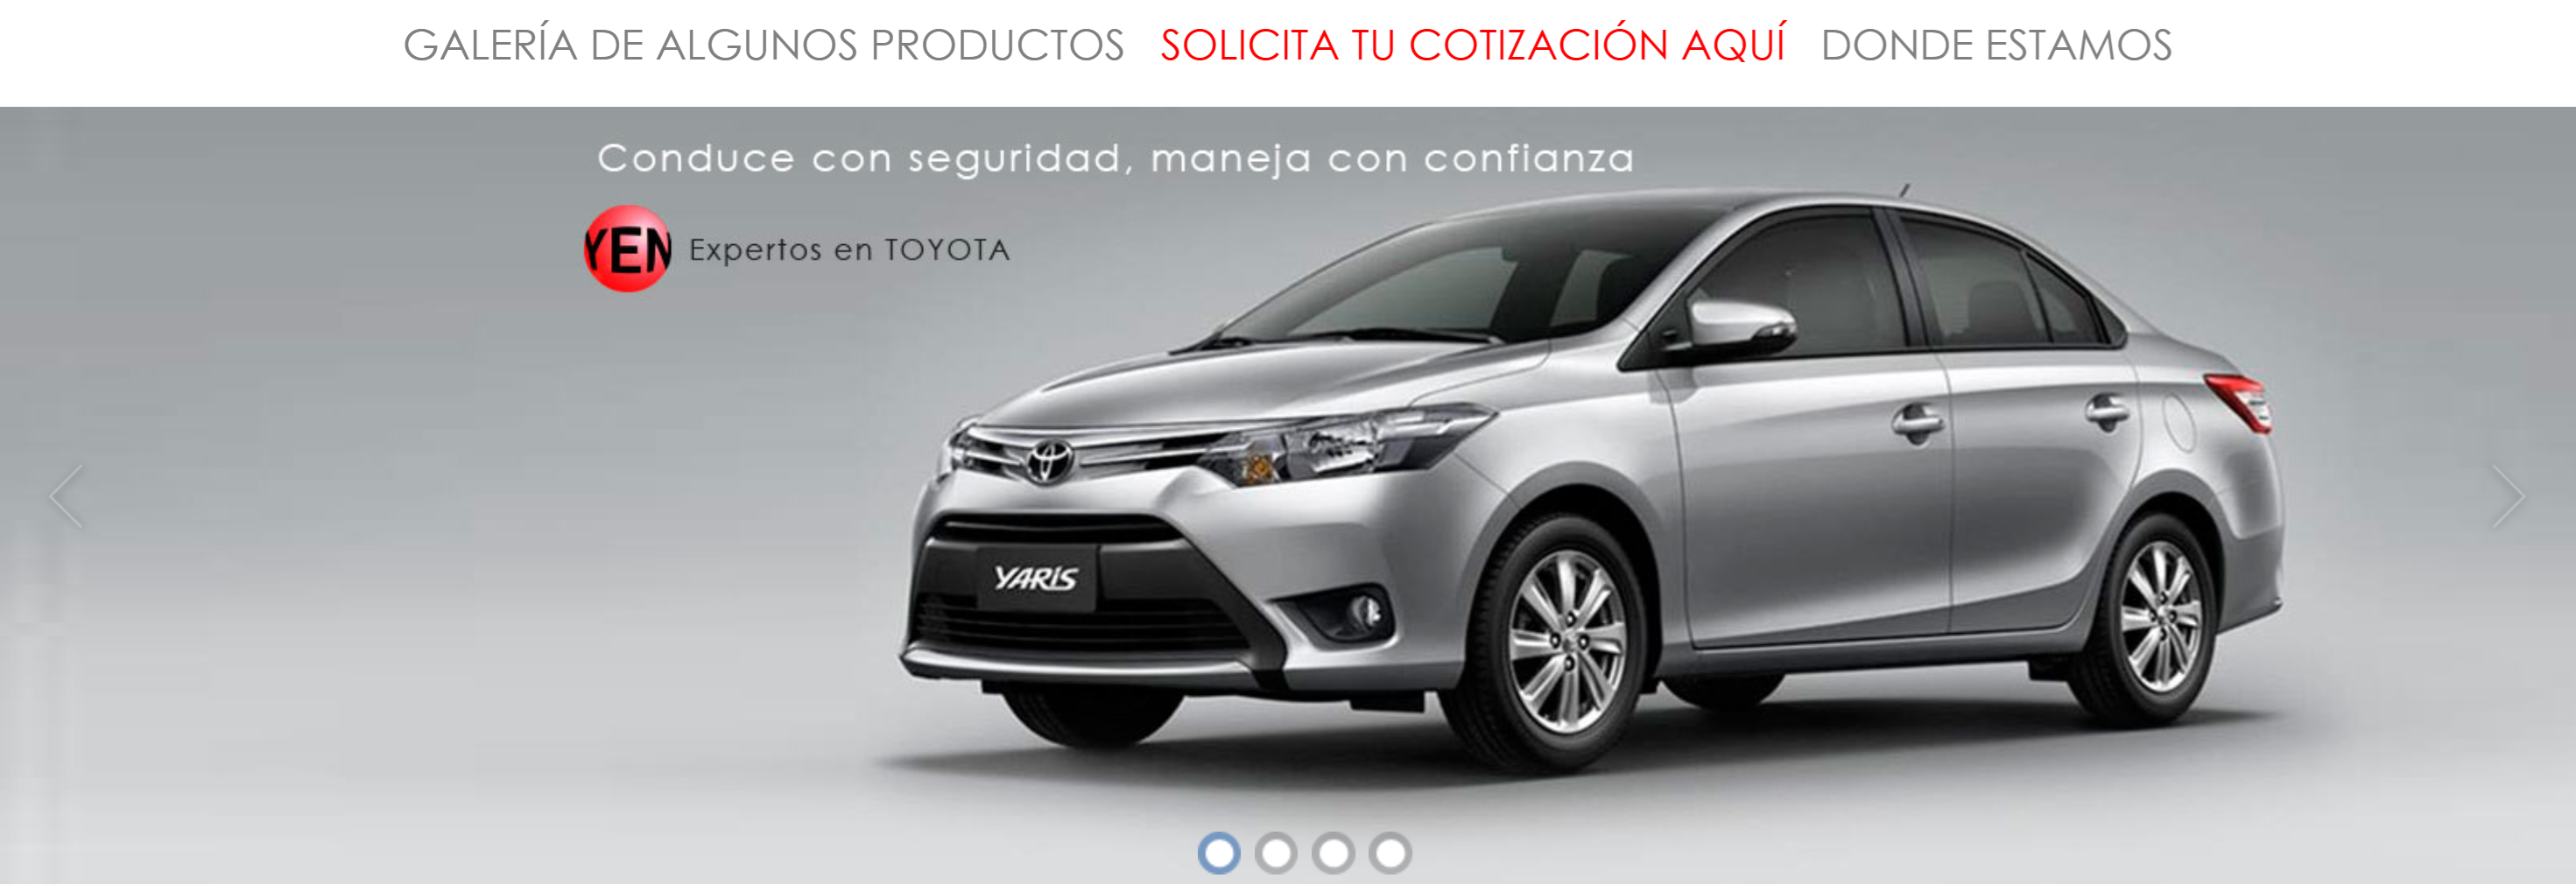 GALERÍA DE ALGUNOS PRODUCTOS SOLICITA TU COTIZACIÓN AQUÍ DONDE ESTAMOS
Conduce con seguridad, maneja con confianza
YEN Expertos en TOYOTA
YARIS